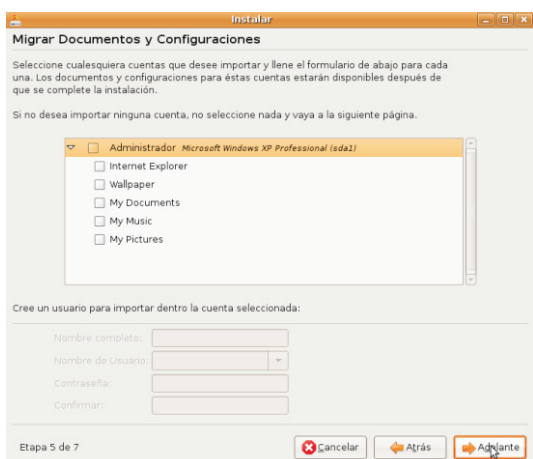 Instalar
Migrar Documentos y Configuraciones
Seleccione cualesquiera cuentas que desee importar y llene el formulario de abajo para cada
una. Los documentos y configuraciones para éstas cuentas estarán disponibles después de
que se complete la instalación.
Si no desea importar ninguna cuenta, no seleccione nada y vaya a la siguiente página.
Administrador Microsoft Windows XP Professional (sda1)
Internet Explorer
Wallpaper
My Documents
My Music
My Pictures
Cree un usuario para importar dentro la cuenta seleccionada:
Nombre completo:
Nombre de Usuario:
Contraseña:
Confirmar:
Etapa 5 de 7
Cancelar
Atrás
Adelante